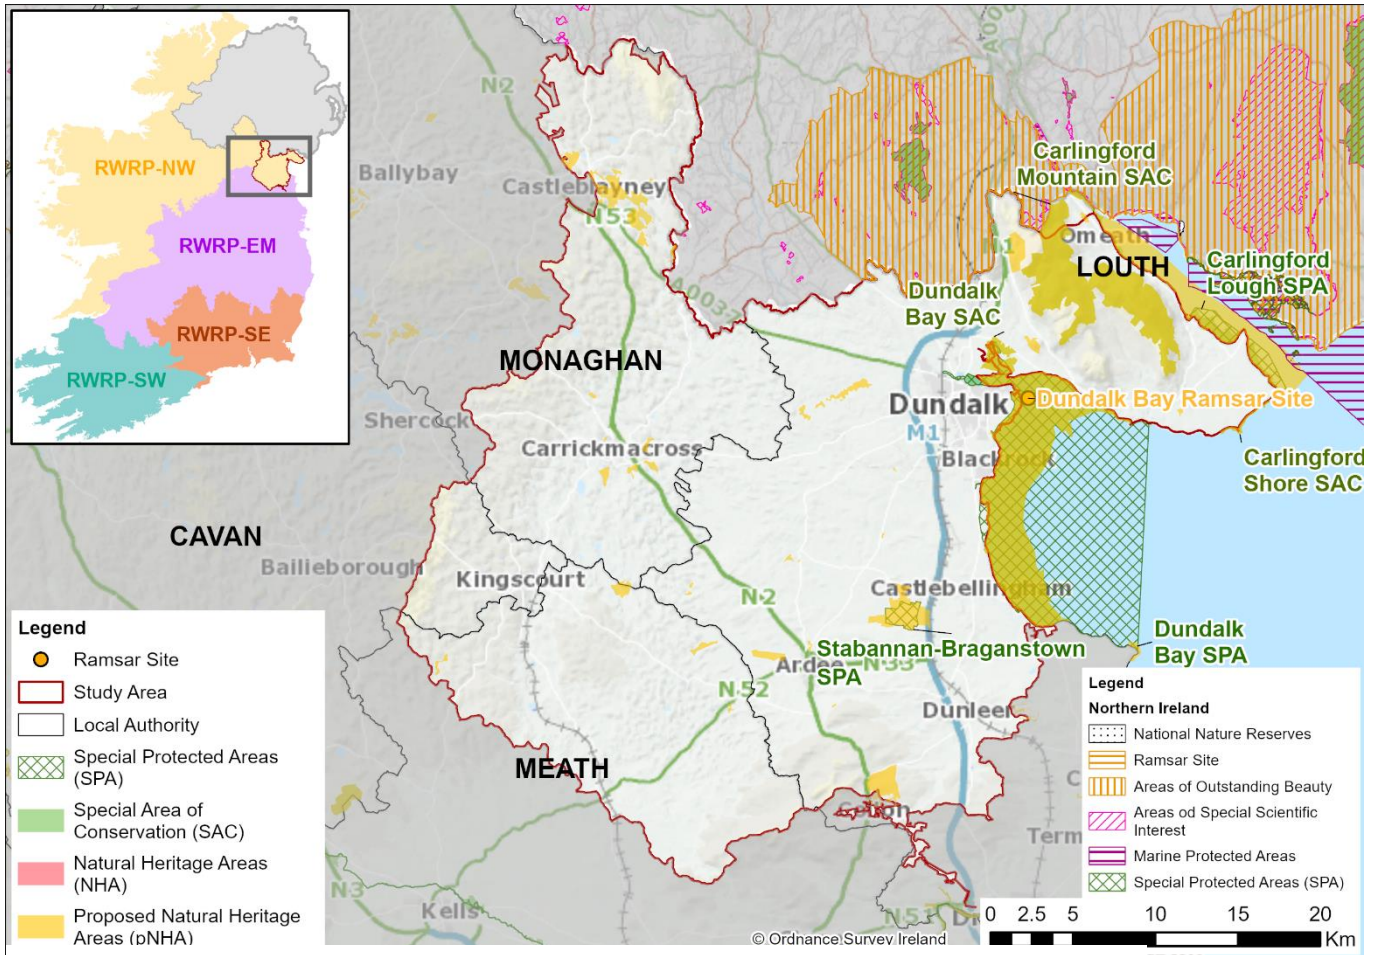 RWRP-NW
RWRP-EM
RWRP-SE
RWRP-SW
N2
A00
Ballybay
Castleblayney
N53
A0037
Carlingford
Mountain SAC
N1
Omeath
LOUTH
Carlingford
Lough SPA
Dundalk
Bay SAC
MONAGHAN
Shercock
Dundalk
Dundalk Bay Ramsar Site
M1
Carrickmacross
Blackrock
Carlingford
Shore SAC
CAVAN
Bailieborough
Kingscourt
N2
Castlebellingham
Stabannan-Braganstown
SPA
Ardee
N33
Dundalk
Bay SPA
N52
Dunleer
MEATH
Collon
Term
N3
Kells
N51
Legend
Ramsar Site
Study Area
Local Authority
Special Protected Areas
(SPA)
Special Area of
Conservation (SAC)
Natural Heritage Areas
(NHA)
Proposed Natural Heritage
Areas (pNHA)
Legend
Northern Ireland
National Nature Reserves
Ramsar Site
Areas of Outstanding Beauty
Areas od Special Scientific
Interest
Marine Protected Areas
Special Protected Areas (SPA)
0 2.5 5 10 15 20
Km
© Ordnance Survey Ireland